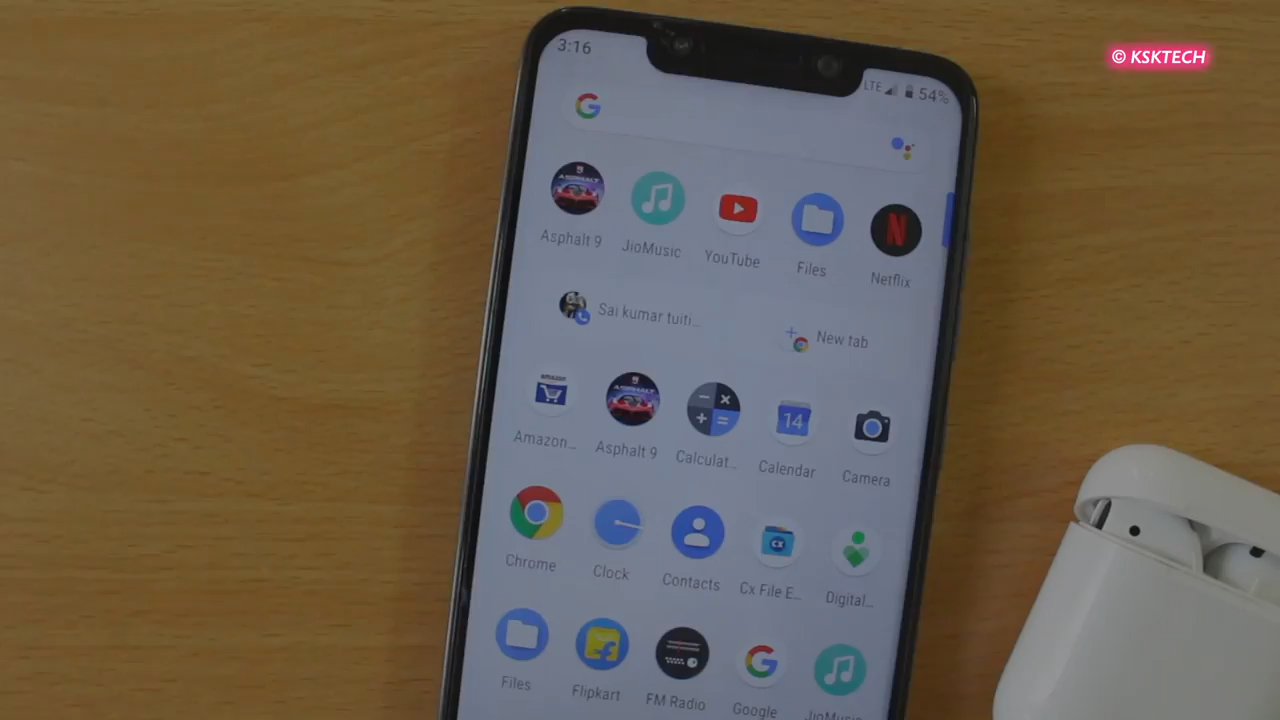 © KSKTECH
3:16
LTE 54%
Asphalt 9 JioMusic YouTube Files Netflix
Sai kumar tuiti... New tab
Amazon... Asphalt 9 Calculat... Calendar Camera
14
Chrome Clock Contacts Cx File E... Digital...
CX
Files Flipkart FM Radio Google JioMusic